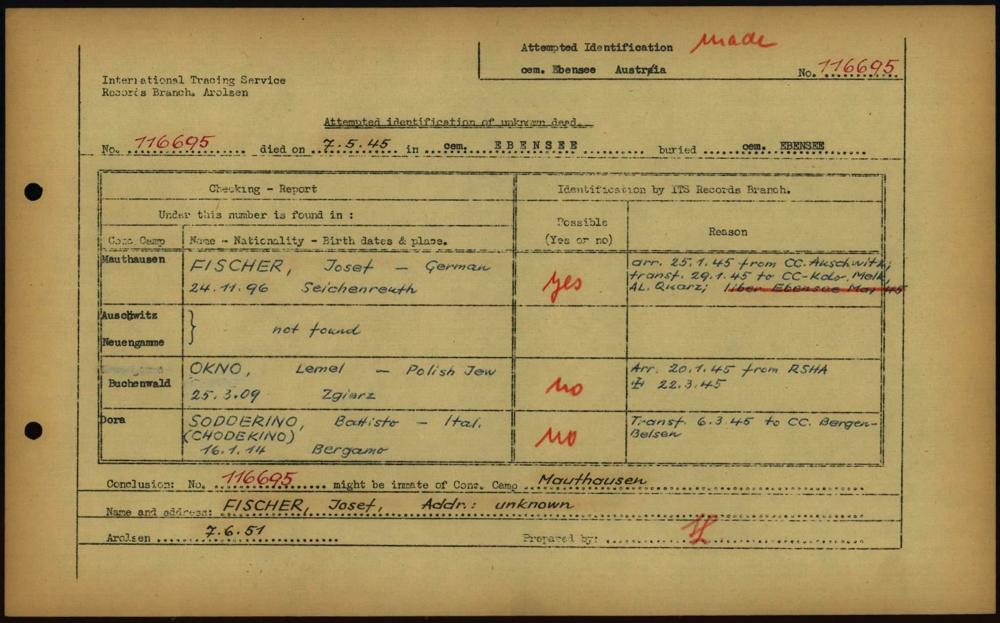 Attempted Identification made
cem. Ebensee Austria
No. 116695
International Tracing Service
Records Branch. Arolsen
Attempted identification of unknown dead.
No. 116695 died on 7.5.45 in cem. EBENSEE buried cem. EBENSEE
Checking - Report
Identification by ITS Records Branch.
Under this number is found in :
Possible
(Yes or no)
Reason
Conc. Camp
Name - Nationality - Birth dates & place.
Mauthausen
FISCHER, Josef - German
24.11.96 Seichenreuth
yes
arr. 25.1.45 from CC. Auschwitz;
transf. 29.1.45 to CC-Kdo. Melk,
AL. Quarz; liber. Ebensee May 45
Auschwitz
Neuengamme
} not found
Buchenwald
OKNO, Lemel - Polish Jew
25.3.09 Zgierz
no
Arr. 20.1.45 from RSHA
22.3.45
Dora
SODDERINO, Battisto - Ital.
(CHODEKINO)
16.1.14 Bergamo
no
Transf. 6.3.45 to CC. Bergen-
Belsen
Conclusion: No. 116695 might be inmate of Conc. Camp Mauthausen
Name and address: FISCHER, Josef, Addr.: unknown
Arolsen 7.6.51 Prepared by: